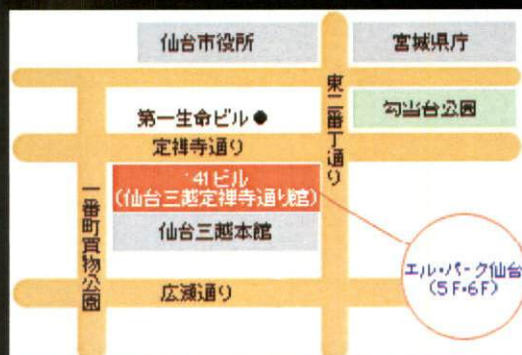 仙台市役所
宮城県庁
東二番丁通り
勾当台公園
第一生命ビル
定禅寺通り
41ビル
(仙台三越定禅寺通り館)
仙台三越本館
一番町買物公園
エル・パーク仙台
(5F・6F)
広瀬通り